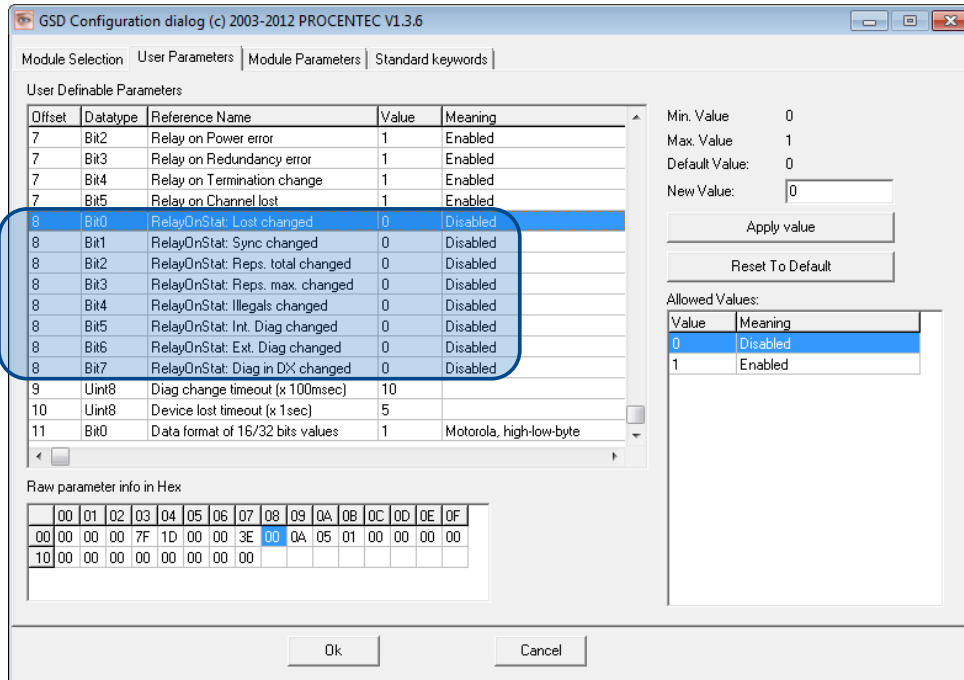 GSD Configuration dialog (c) 2003-2012 PROCENTEC V1.3.6
Module Selection User Parameters Module Parameters Standard keywords
User Definable Parameters
Offset Datatype Reference Name Value Meaning
7 Bit2 Relay on Power error 1 Enabled
7 Bit3 Relay on Redundancy error 1 Enabled
7 Bit4 Relay on Termination change 1 Enabled
7 Bit5 Relay on Channel lost 1 Enabled
8 Bit0 RelayOnStat: Lost changed 0 Disabled
8 Bit1 RelayOnStat: Sync changed 0 Disabled
8 Bit2 RelayOnStat: Reps. total changed 0 Disabled
8 Bit3 RelayOnStat: Reps. max. changed 0 Disabled
8 Bit4 RelayOnStat: Illegals changed 0 Disabled
8 Bit5 RelayOnStat: Int. Diag changed 0 Disabled
8 Bit6 RelayOnStat: Ext. Diag changed 0 Disabled
8 Bit7 RelayOnStat: Diag in DX changed 0 Disabled
9 Uint8 Diag change timeout (x 100msec) 10
10 Uint8 Device lost timeout (x 1sec) 5
11 Bit0 Data format of 16/32 bits values 1 Motorola, high-low-byte
Min. Value 0
Max. Value 1
Default Value: 0
New Value: 0
Apply value
Reset To Default
Allowed Values:
Value Meaning
0 Disabled
1 Enabled
Raw parameter info in Hex
00 01 02 03 04 05 06 07 08 09 0A 0B 0C 0D 0E 0F
00 00 00 00 7F 1D 00 00 3E 00 0A 05 01 00 00 00 00
10 00 00 00 00 00 00 00 00
Ok Cancel